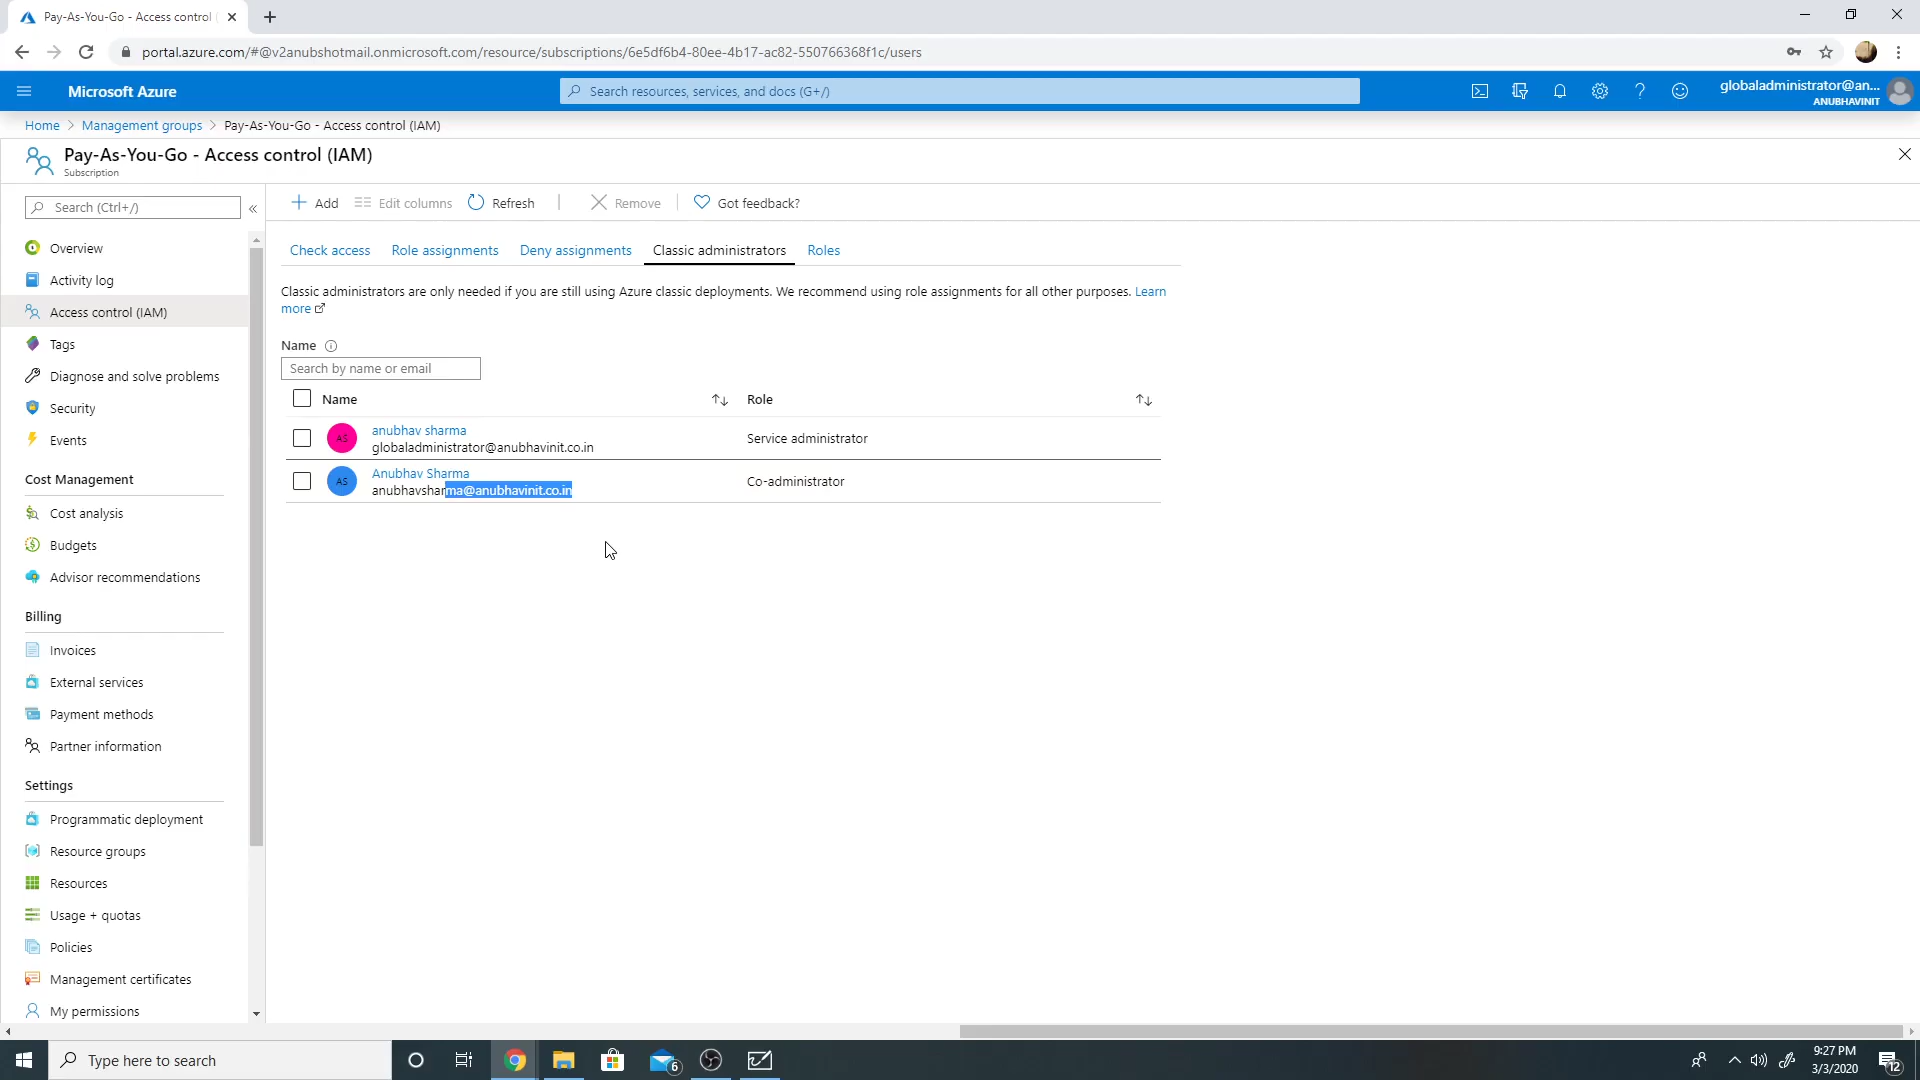 Pay-As-You-Go - Access control (
portal.azure.com/#@v2anubshotmail.onmicrosoft.com/resource/subscriptions/6e5df6b4-80ee-4b17-ac82-550766368f1c/users
Microsoft Azure
Search resources, services, and docs (G+/)
globaladministrator@an...
ANUBHAVINIT
Home > Management groups > Pay-As-You-Go - Access control (IAM)
Pay-As-You-Go - Access control (IAM)
Subscription
Search (Ctrl+/)
«
Add
Edit columns
Refresh
Remove
Got feedback?
Overview
Activity log
Access control (IAM)
Tags
Diagnose and solve problems
Security
Events
Cost Management
Cost analysis
Budgets
Advisor recommendations
Billing
Invoices
External services
Payment methods
Partner information
Settings
Programmatic deployment
Resource groups
Resources
Usage + quotas
Policies
Management certificates
My permissions
Check access
Role assignments
Deny assignments
Classic administrators
Roles
Classic administrators are only needed if you are still using Azure classic deployments. We recommend using role assignments for all other purposes. Learn
more
Name
Search by name or email
Name
Role
AS
anubhav sharma
globaladministrator@anubhavinit.co.in
Service administrator
AS
Anubhav Sharma
anubhavsharma@anubhavinit.co.in
Co-administrator
Type here to search
6
9:27 PM
3/3/2020
12